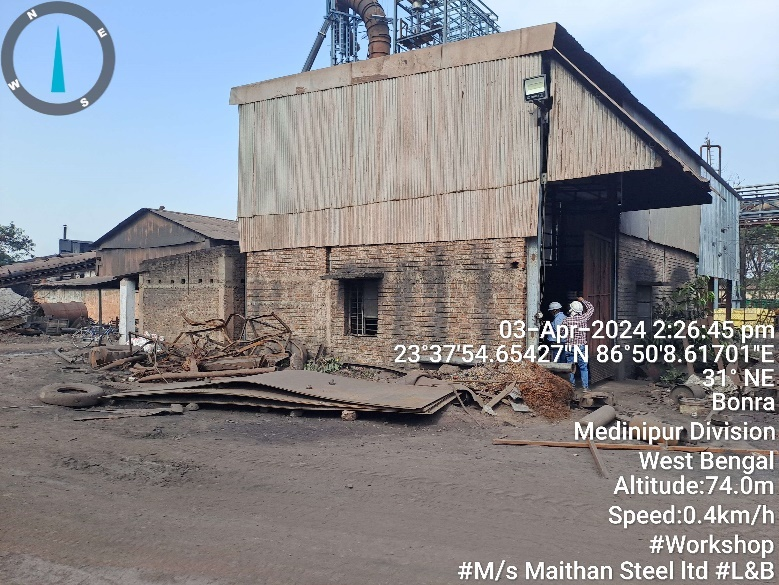 N
E
W
S
03-Apr-2024 2:26:45 pm
23°37'54.65427"N 86°50'8.61701"E
31° NE
Bonra
Medinipur Division
West Bengal
Altitude:74.0m
Speed:0.4km/h
#Workshop
#M/s Maithan Steel ltd #L&B